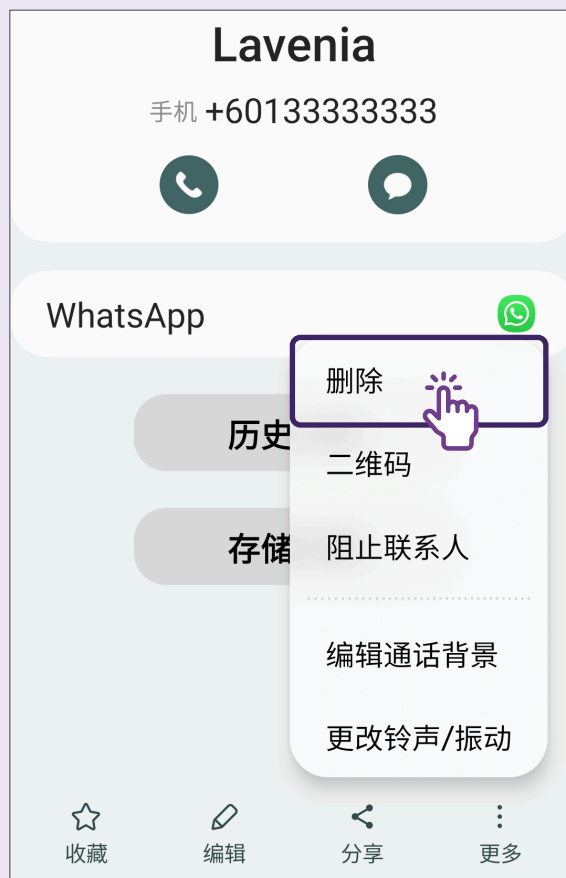 Lavenia
手机 +60133333333
WhatsApp
删除
历史
二维码
存储
阻止联系人
编辑通话背景
更改铃声/振动
收藏
编辑
分享
更多